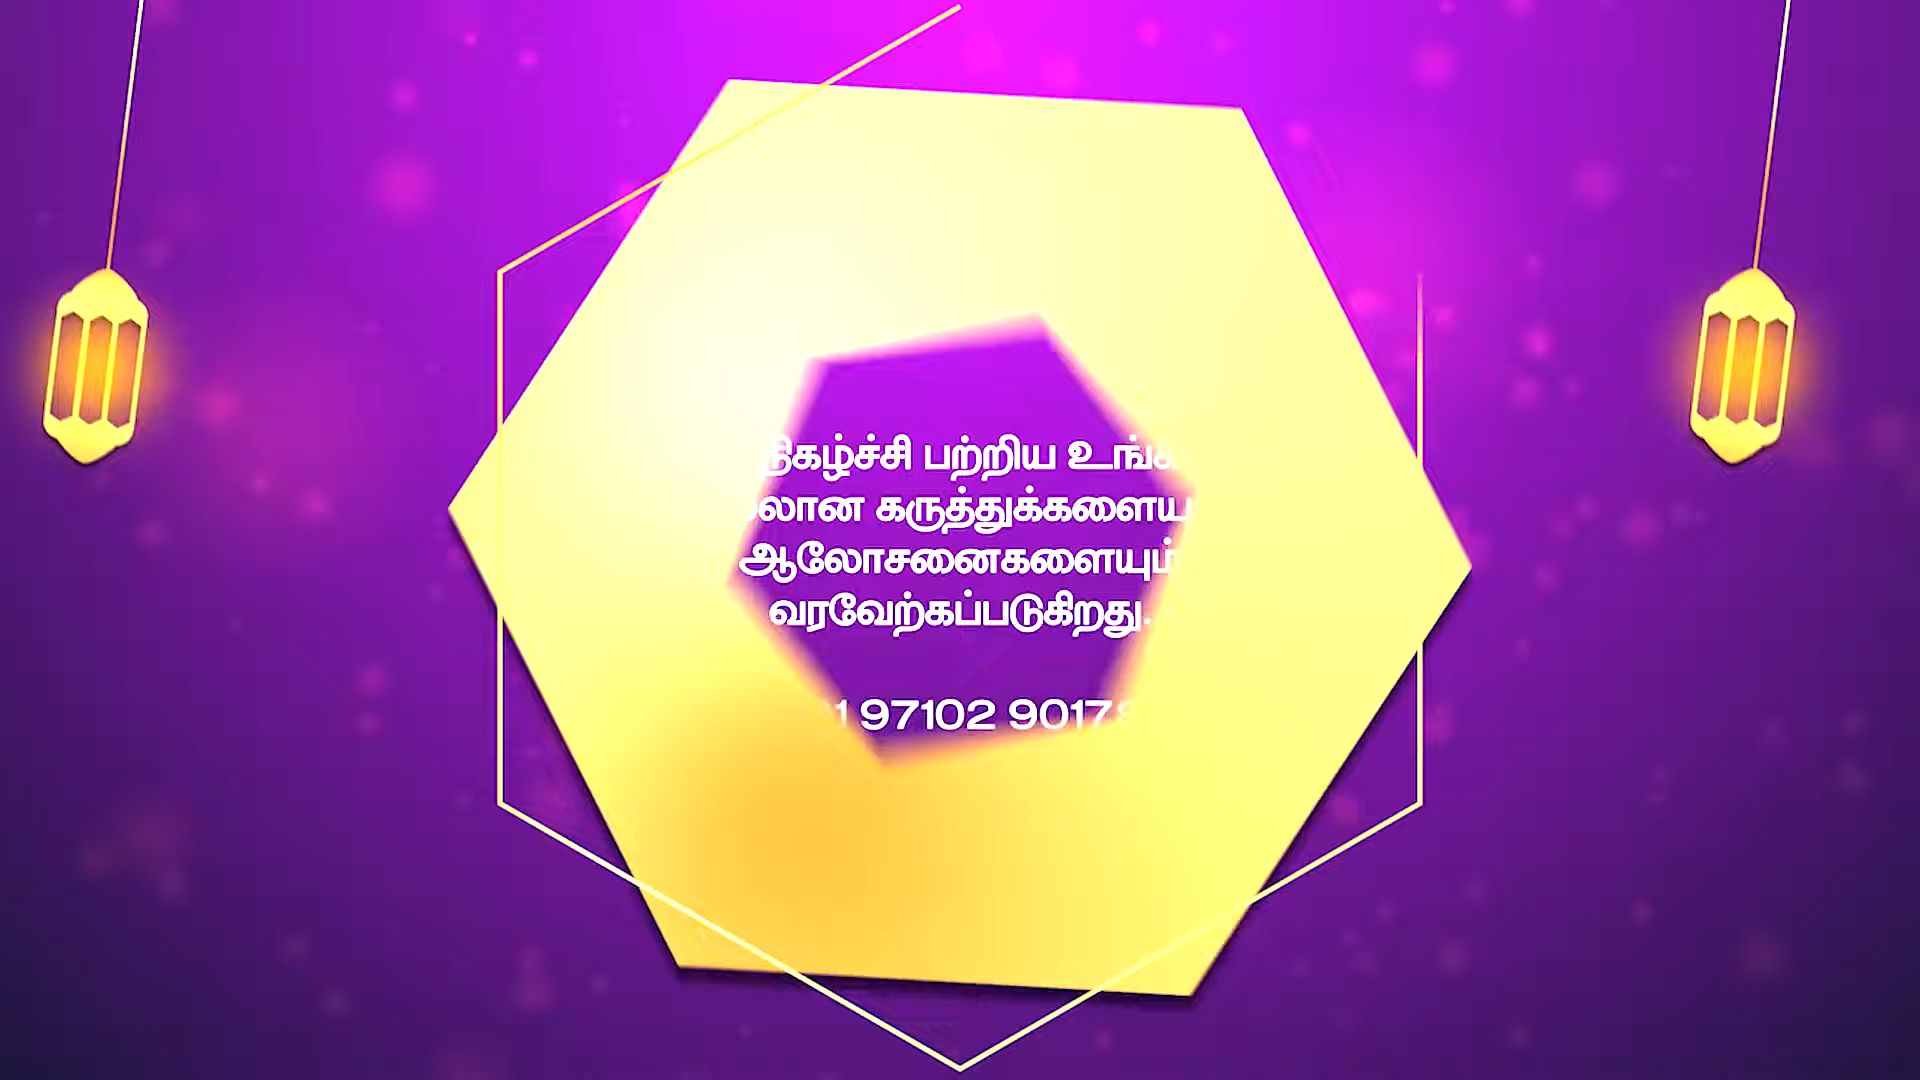 நிகழ்ச்சி பற்றிய
கருத்துக்களையு
ஆலோசனைகளையும்
வரவேற்கப்படுகிறது.
97102 9017